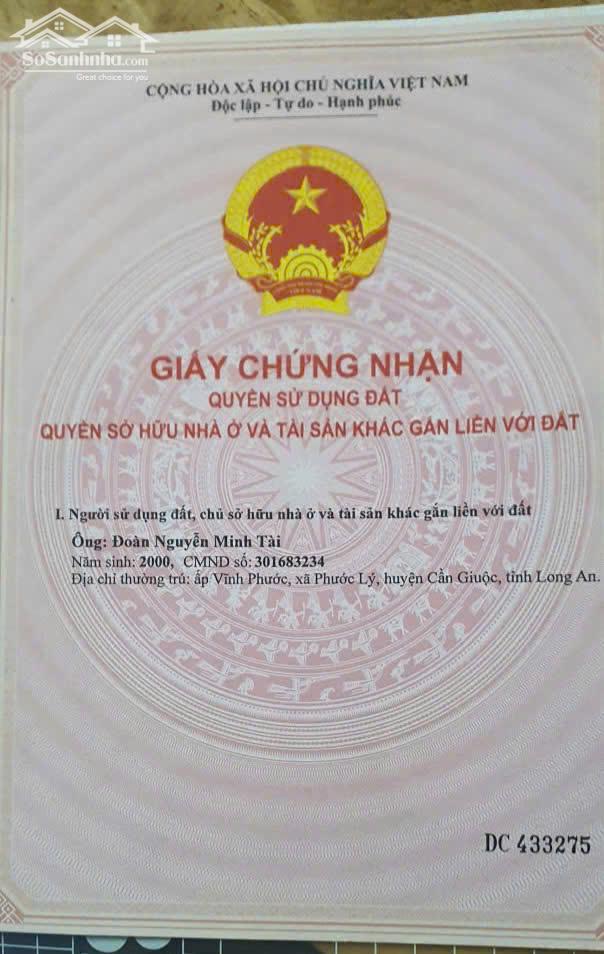 SoSanhnha.com
Great choice for you
CỘNG HÒA XÃ HỘI CHỦ NGHĨA VIỆT NAM
Độc lập - Tự do - Hạnh phúc
GIẤY CHỨNG NHẬN
QUYỀN SỬ DỤNG ĐẤT
QUYỀN SỞ HỮU NHÀ Ở VÀ TÀI SẢN KHÁC GẮN LIỀN VỚI ĐẤT
I. Người sử dụng đất, chủ sở hữu nhà ở và tài sản khác gắn liền với đất
Ông: Đoàn Nguyễn Minh Tài
Năm sinh: 2000, CMND số: 301683234
Địa chỉ thường trú: ấp Vĩnh Phước, xã Phước Lý, huyện Cần Giuộc, tỉnh Long An.
DC 433275